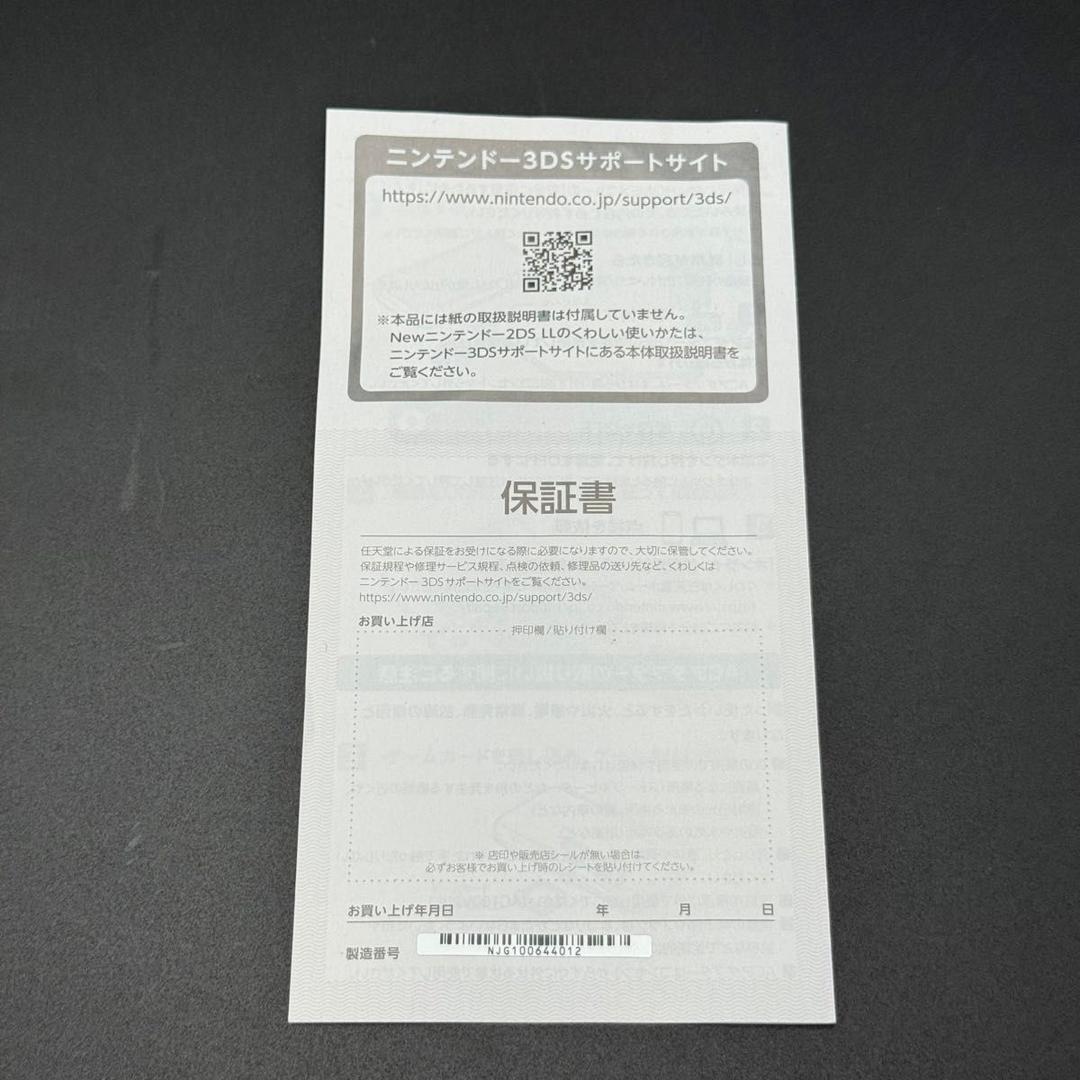 ニンテンドー3DSサポートサイト
https://www.nintendo.co.jp/support/3ds/
※本品には紙の取扱説明書は付属していません。
Newニンテンドー2DS LLのくわしい使いかたは、
ニンテンドー3DSサポートサイトにある本体取扱説明書を
ご覧ください。
保証書
任天堂による保証をお受けになる際に必要になりますので、大切に保管してください。
保証規程や修理サービス規程、点検の依頼、修理品の送り先など、くわしくは
ニンテンドー3DSサポートサイトをご覧ください。
https://www.nintendo.co.jp/support/3ds/
お買い上げ店
押印欄/貼り付け欄
※ 店印や販売店シールが無い場合は、
必ずお客様でお買い上げ時のレシートを貼り付けてください。
お買い上げ年月日 年 月 日
製造番号 NJG100644012